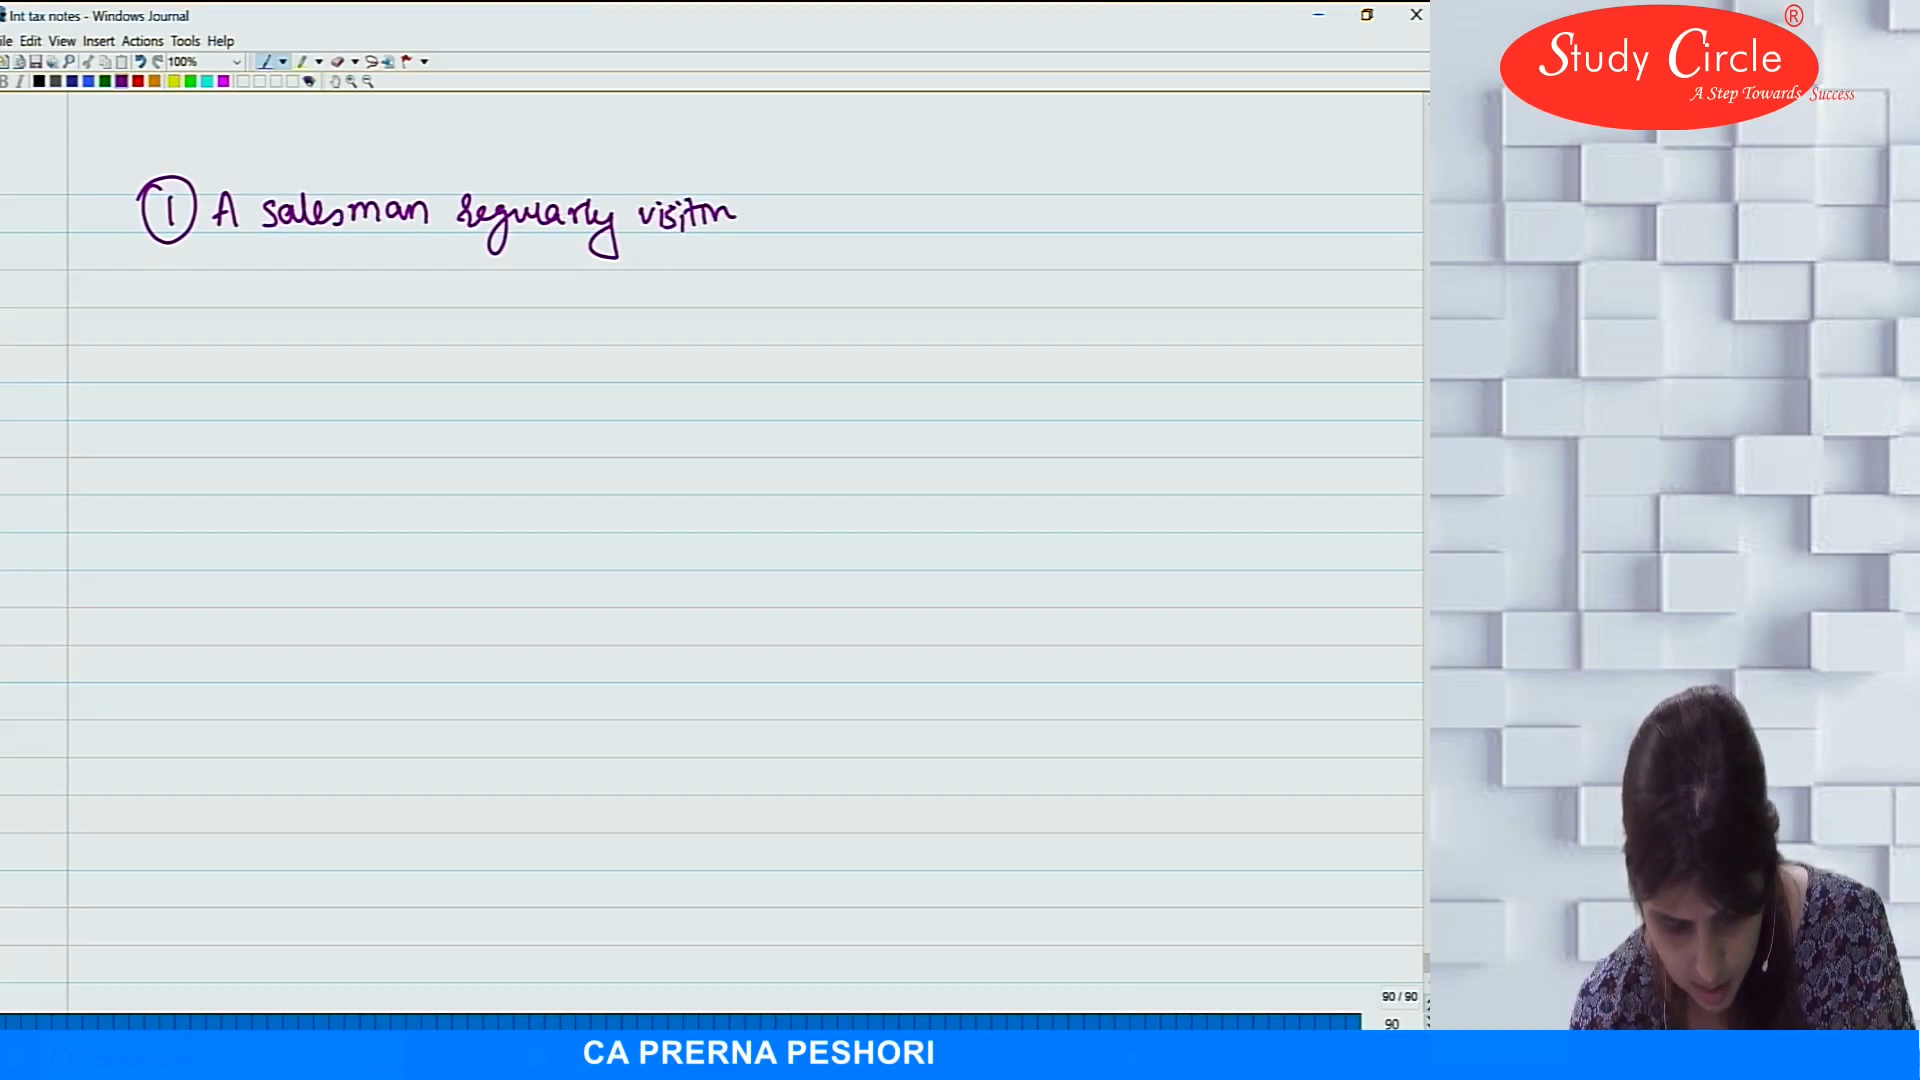 Int tax notes - Windows Journal
ile Edit View Insert Actions Tools Help
100%
B I
① A salesman regularly visitin
90 / 90
90
Study Circle ®
A Step Towards Success
CA PRERNA PESHORI